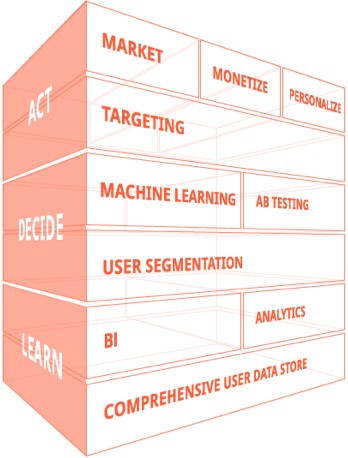 ACT
MARKET
MONETIZE
PERSONALIZE
TARGETING
DECIDE
MACHINE LEARNING
AB TESTING
USER SEGMENTATION
LEARN
BI
ANALYTICS
COMPREHENSIVE USER DATA STORE